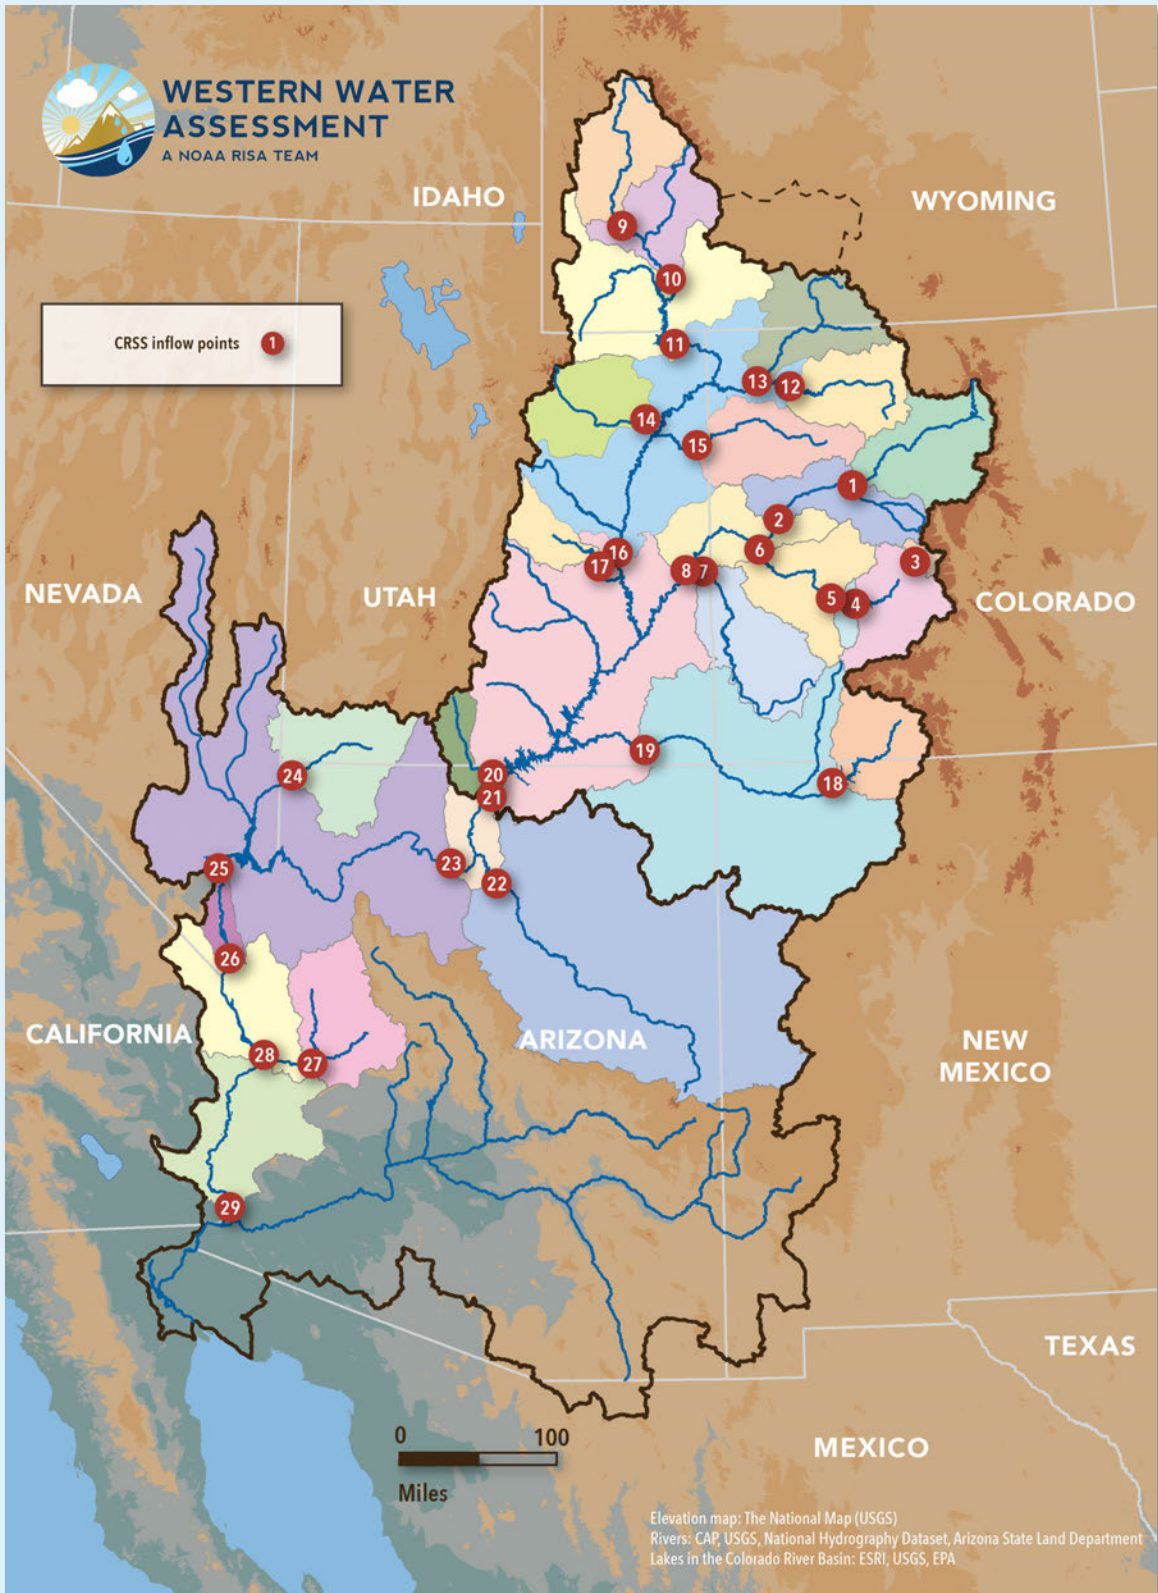 WESTERN WATER
ASSESSMENT
A NOAA RISA TEAM
IDAHO
WYOMING
9
10
CRSS inflow points 1
11
13
12
14
15
1
2
6
16
17
8
7
3
5
4
NEVADA
UTAH
COLORADO
19
18
24
20
21
23
22
25
26
CALIFORNIA
ARIZONA
NEW
MEXICO
28
27
29
TEXAS
0 100
Miles
MEXICO
Elevation map: The National Map (USGS)
Rivers: CAP, USGS, National Hydrography Dataset, Arizona State Land Department
Lakes in the Colorado River Basin: ESRI, USGS, EPA